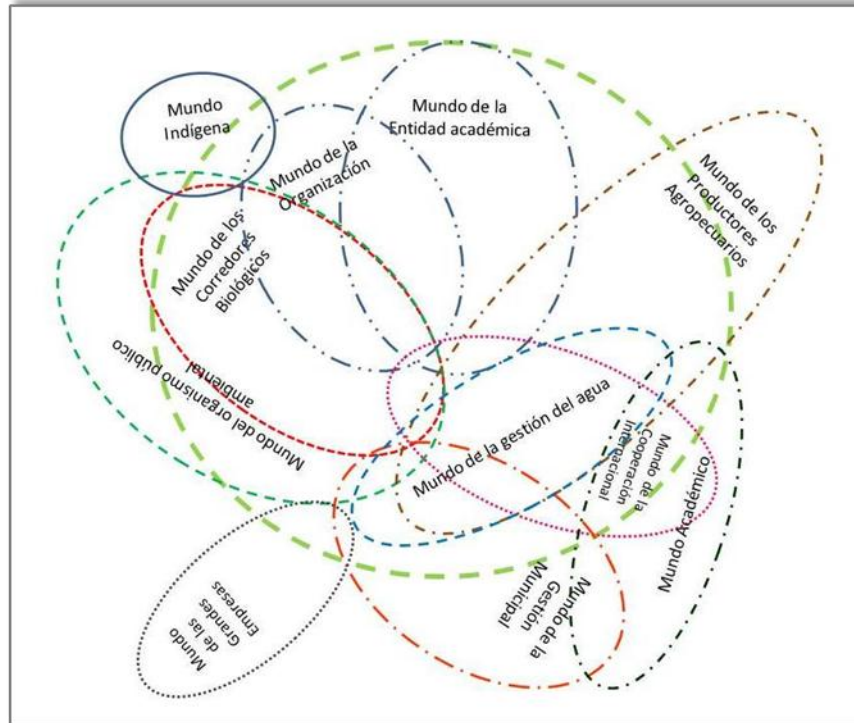 Mundo
Indígena
Mundo de la
Entidad académica
Mundo de la
Organización
Mundo de los
Productores
Agropecuarios
Mundo de los
Corredores
Biológicos
Mundo del organismo público
ambiental
Mundo de la gestión del agua
Mundo de la
Cooperación
Internacional
Mundo Académico
Mundo de la
Gestión
Municipal
Mundo
de las
Grandes
Empresas